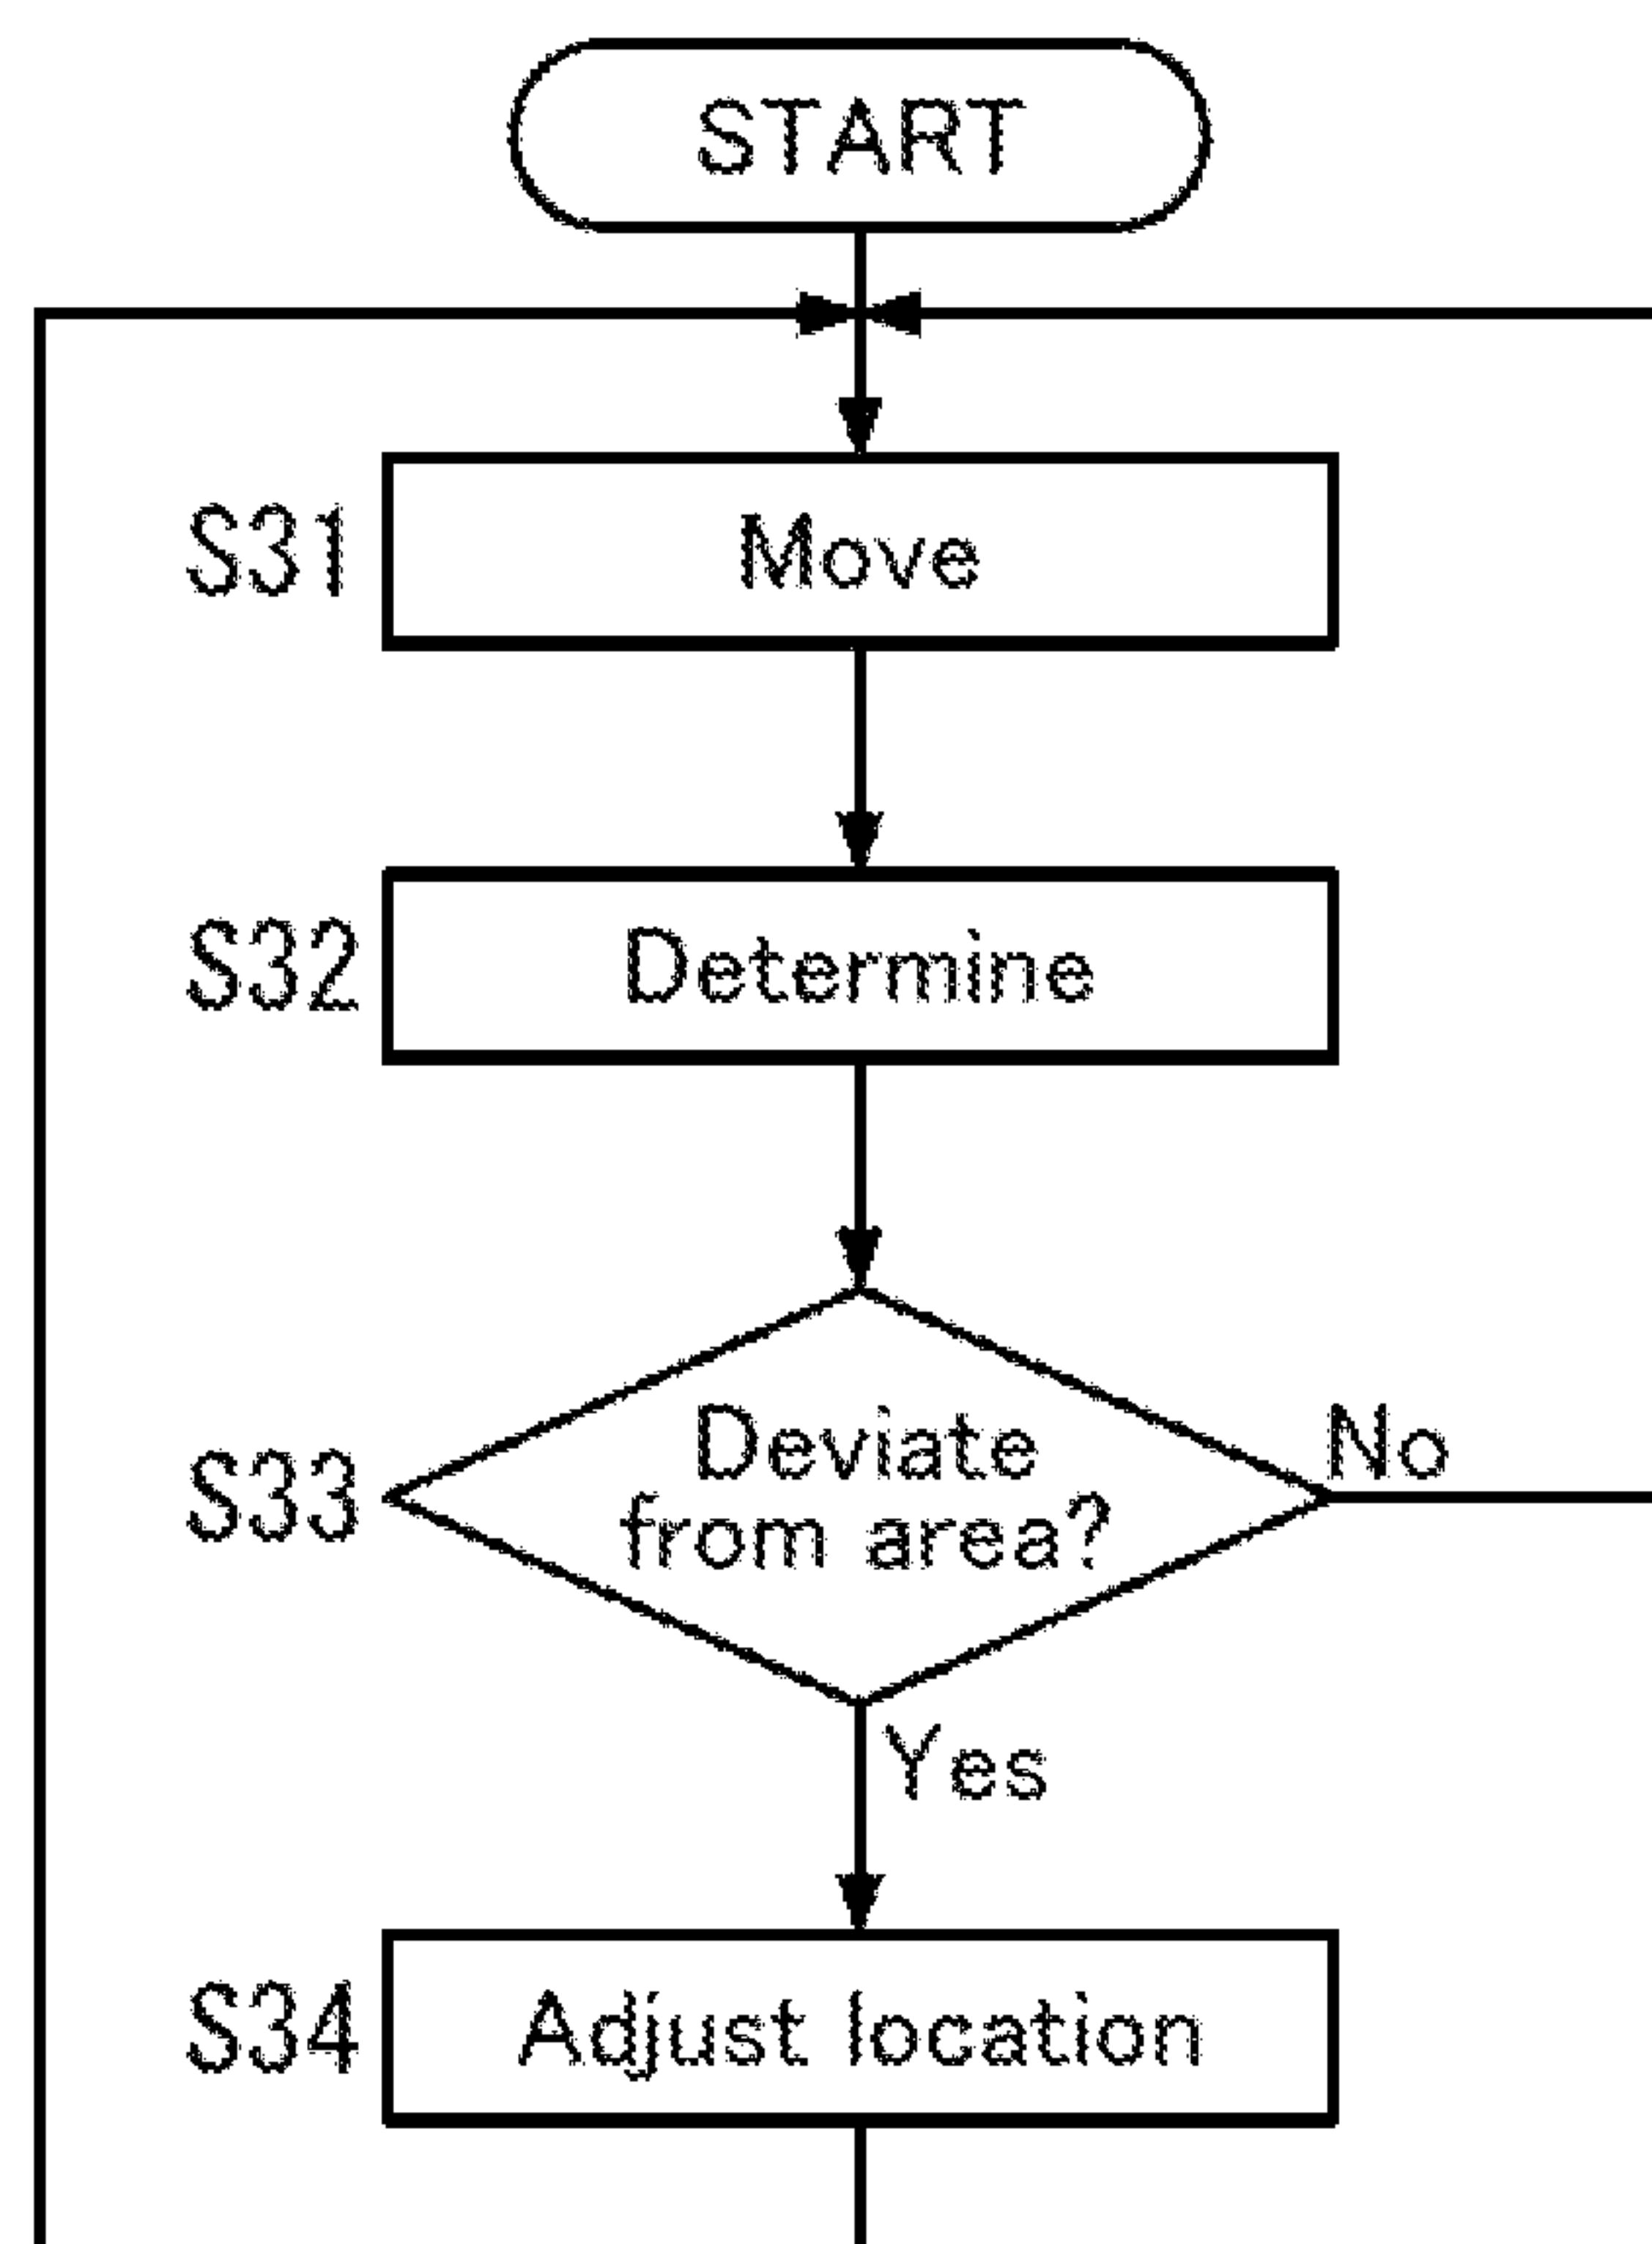 START
S31
Move
S32
Determine
S33
Deviate
from area?
No
Yes
S34
Adjust location